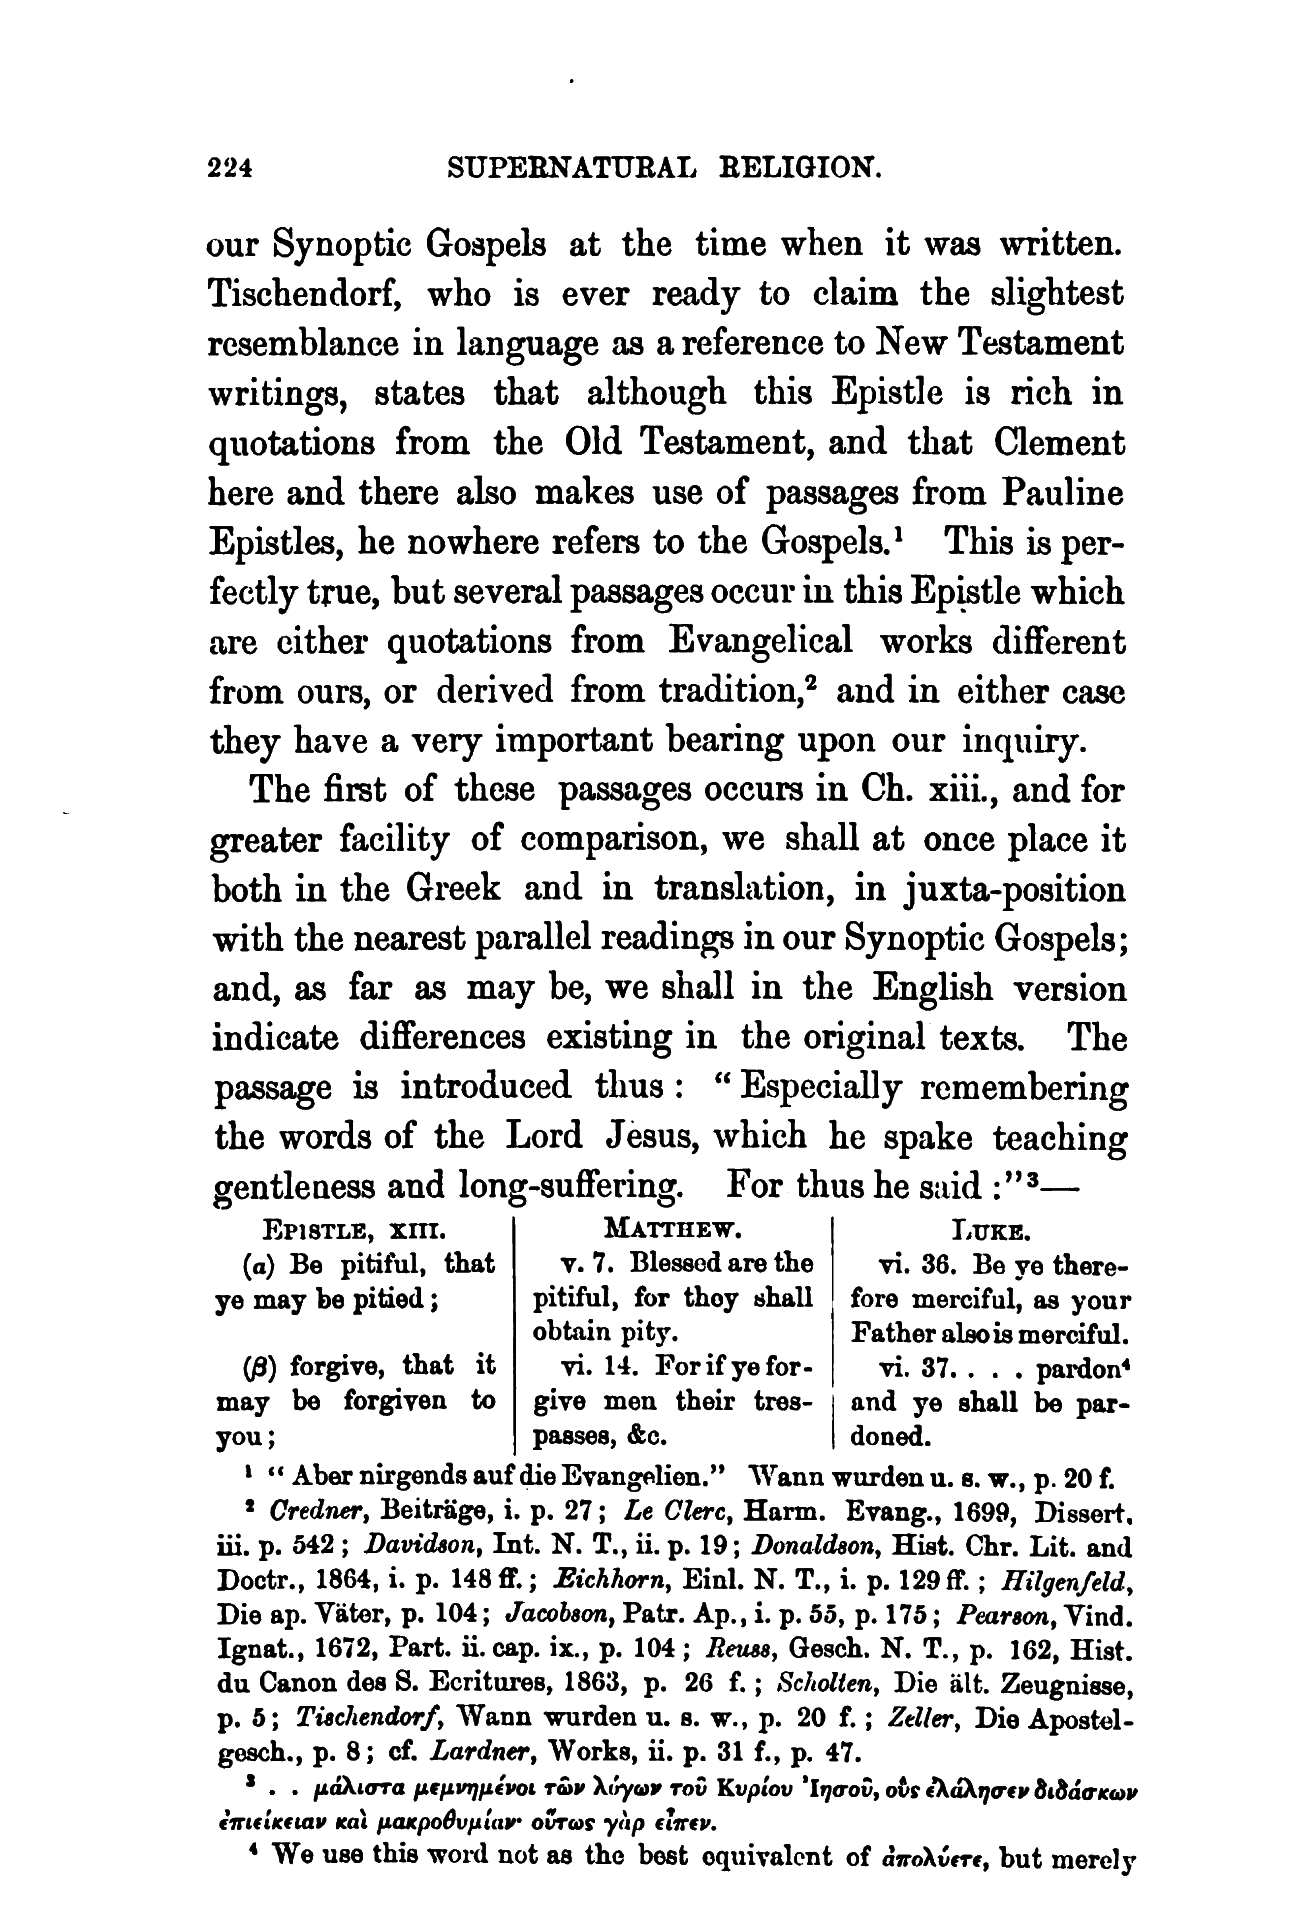 224 SUPERNATURAL RELIGION.
our Synoptic Gospels at the time when it was written.
Tischendorf, who is ever ready to claim the slightest
resemblance in language as a reference to New Testament
writings, states that although this Epistle is rich in
quotations from the Old Testament, and that Clement
here and there also makes use of passages from Pauline
Epistles, he nowhere refers to the Gospels.¹ This is per-
fectly true, but several passages occur in this Epistle which
are either quotations from Evangelical works different
from ours, or derived from tradition,² and in either case
they have a very important bearing upon our inquiry.
The first of these passages occurs in Ch. xiii., and for
greater facility of comparison, we shall at once place it
both in the Greek and in translation, in juxta-position
with the nearest parallel readings in our Synoptic Gospels;
and, as far as may be, we shall in the English version
indicate differences existing in the original texts. The
passage is introduced thus : "Especially remembering
the words of the Lord Jesus, which he spake teaching
gentleness and long-suffering. For thus he said :"³—
EPISTLE, XIII.
(α) Be pitiful, that
ye may be pitied ;
(β) forgive, that it
may be forgiven to
you ;
MATTHEW.
v. 7. Blessed are the
pitiful, for they shall
obtain pity.
vi. 14. For if ye for-
give men their tres-
passes, &c.
LUKE.
vi. 36. Be ye there-
fore merciful, as your
Father also is merciful.
vi. 37. . . . pardon⁴
and ye shall be par-
doned.
¹ "Aber nirgends auf die Evangelien." Wann wurden u. s. w., p. 20 f.
² Credner, Beiträge, i. p. 27 ; Le Clerc, Harm. Evang., 1699, Dissert.
iii. p. 542 ; Davidson, Int. N. T., ii. p. 19 ; Donaldson, Hist. Chr. Lit. and
Doctr., 1864, i. p. 148 ff. ; Eichhorn, Einl. N. T., i. p. 129 ff. ; Hilgenfeld,
Die ap. Väter, p. 104 ; Jacobson, Patr. Ap., i. p. 55, p. 175 ; Pearson, Vind.
Ignat., 1672, Part. ii. cap. ix., p. 104 ; Reuss, Gesch. N. T., p. 162, Hist.
du Canon des S. Ecritures, 1863, p. 26 f. ; Scholten, Die ält. Zeugnisse,
p. 5 ; Tischendorf, Wann wurden u. s. w., p. 20 f. ; Zeller, Die Apostel-
gesch., p. 8 ; cf. Lardner, Works, ii. p. 31 f., p. 47.
³ . . μάλιστα μεμνημένοι τῶν λόγων τοῦ Κυρίου Ἰησοῦ, οὓς ἐλάλησεν διδάσκων
ἐπιείκειαν καὶ μακροθυμίαν· οὕτως γὰρ εἶπεν.
⁴ We use this word not as the best equivalent of ἀπολύετε, but merely